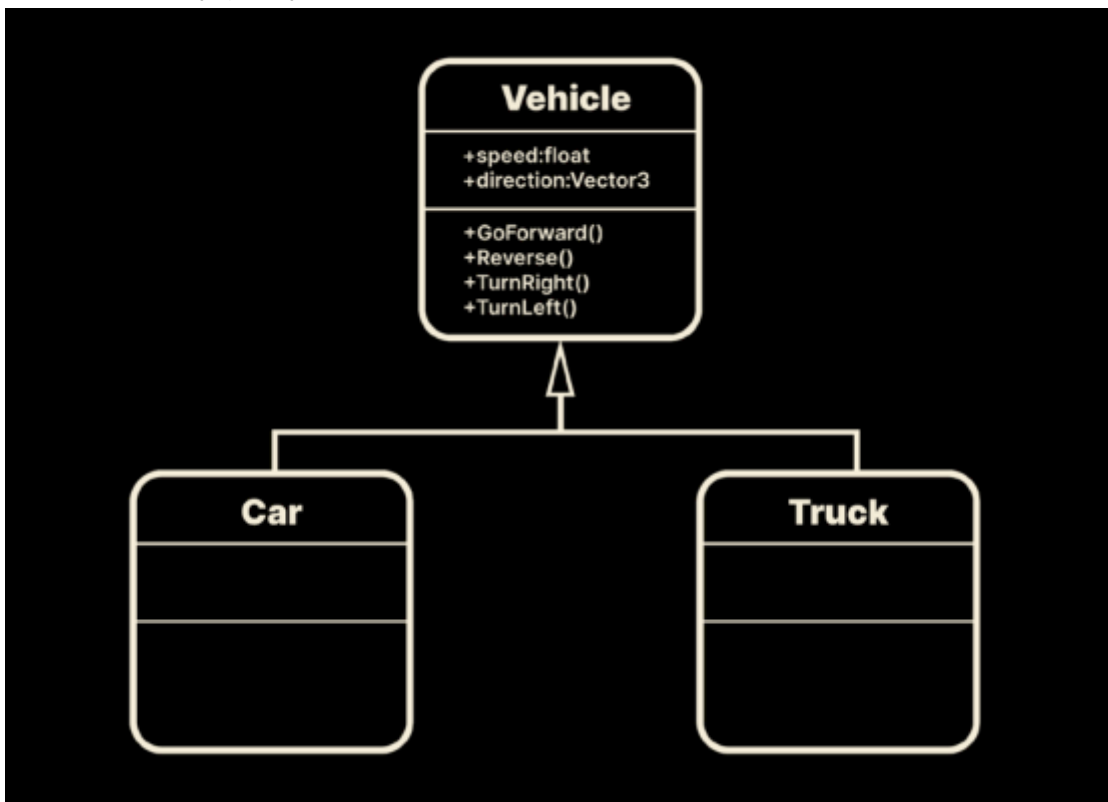 Vehicle
+speed:float
+direction:Vector3
+GoForward()
+Reverse()
+TurnRight()
+TurnLeft()
Car
Truck